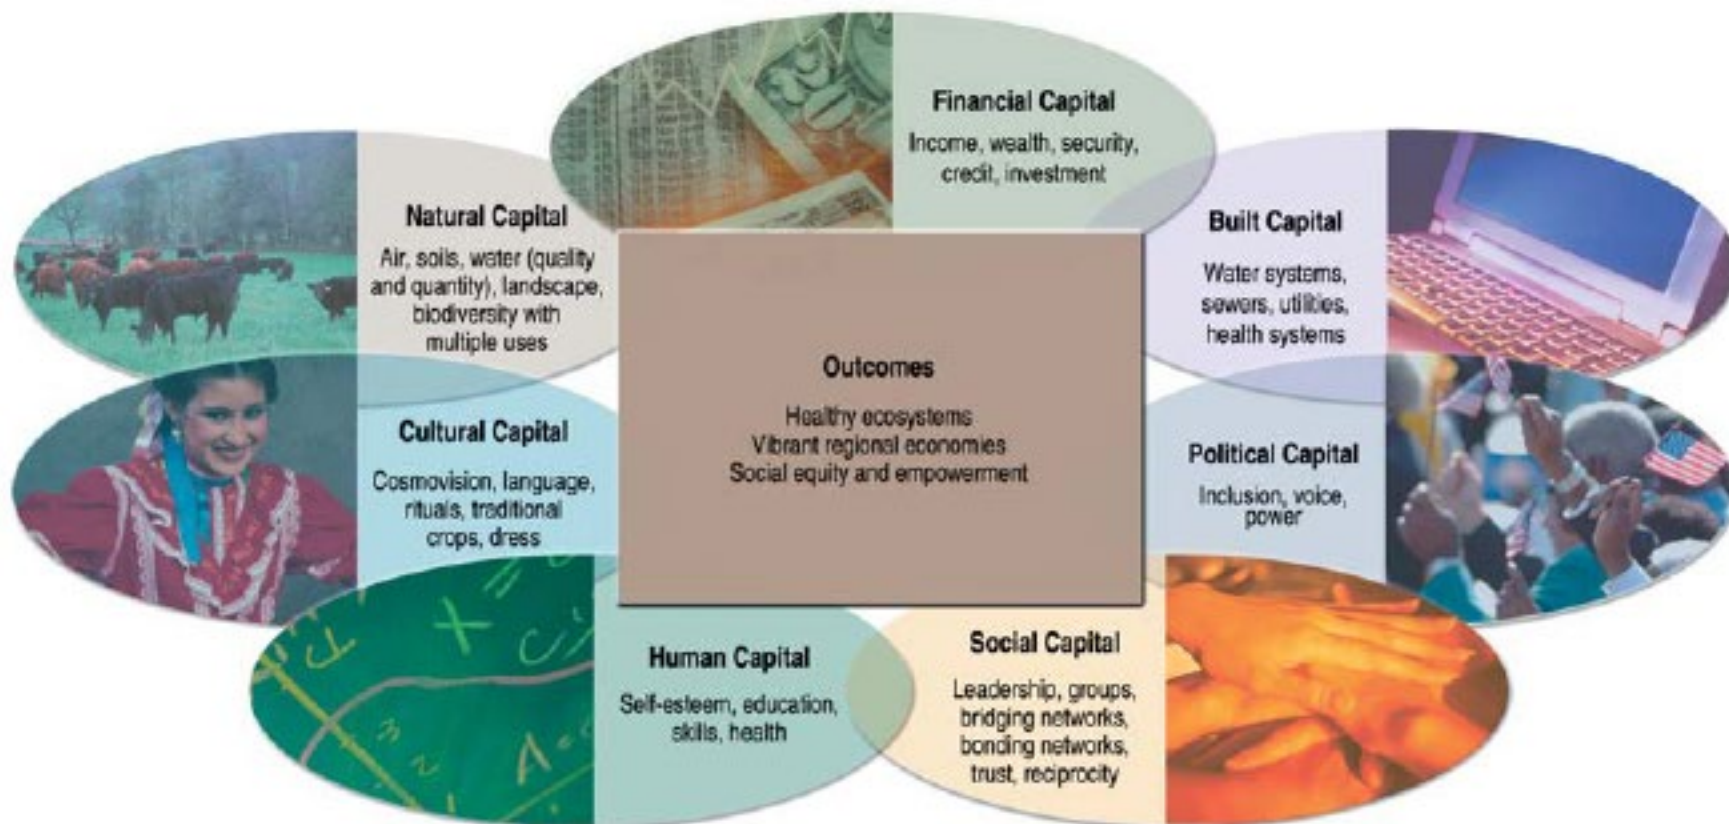 Financial Capital
Income, wealth, security,
credit, investment
Natural Capital
Air, soils, water (quality
and quantity), landscape,
biodiversity with
multiple uses
Built Capital
Water systems,
sewers, utilities,
health systems
Outcomes
Healthy ecosystems
Vibrant regional economies
Social equity and empowerment
Cultural Capital
Cosmovision, language,
rituals, traditional
crops, dress
Political Capital
Inclusion, voice,
power
Human Capital
Self-esteem, education,
skills, health
Social Capital
Leadership, groups,
bridging networks,
bonding networks,
trust, reciprocity